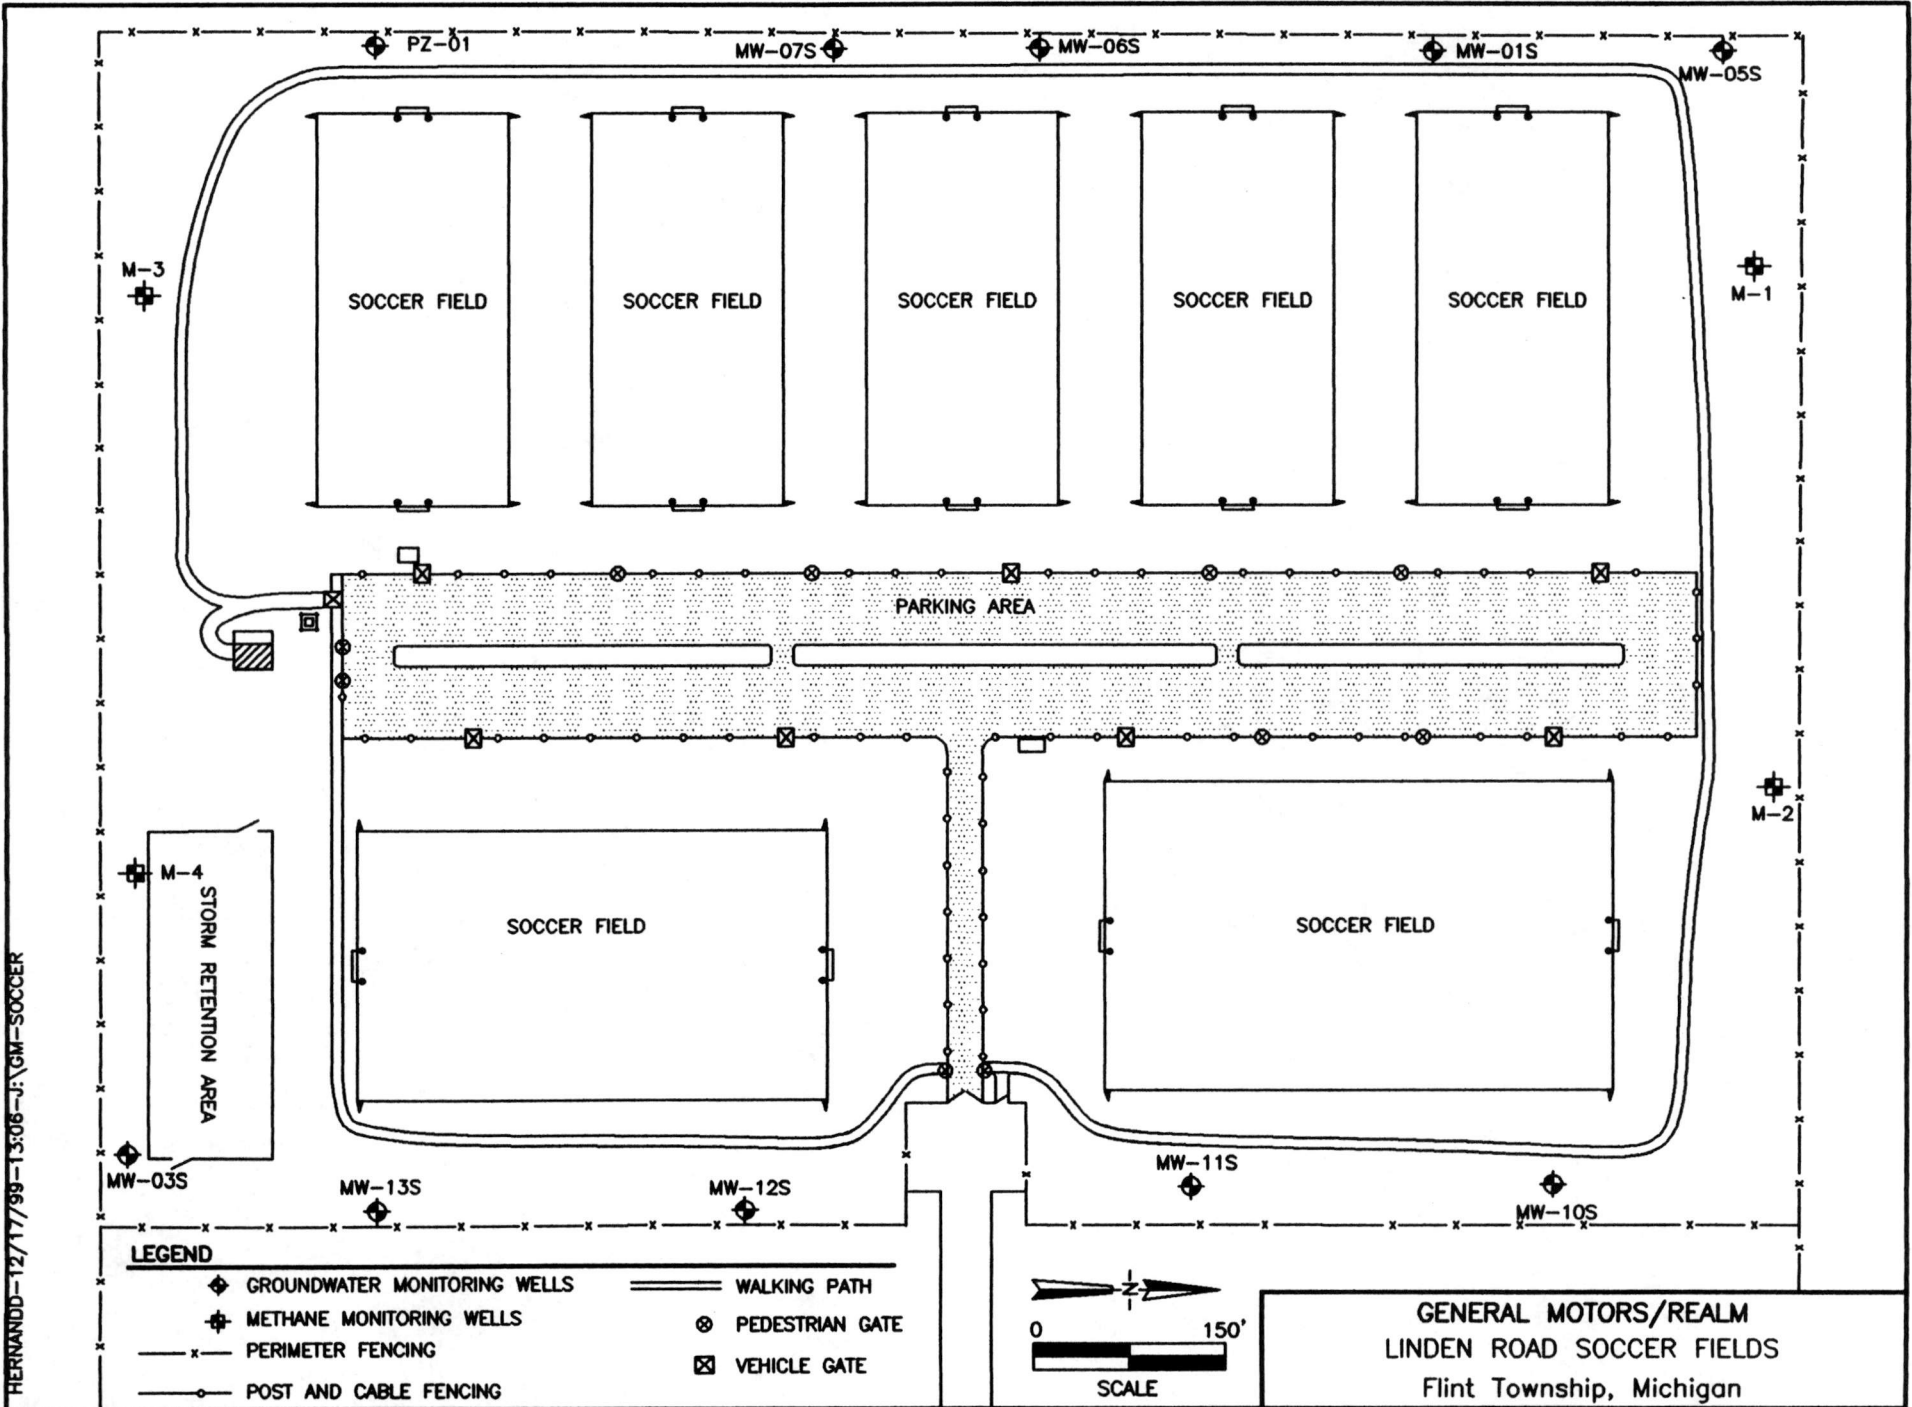 PZ-01
MW-07S
MW-06S
MW-01S
MW-05S
M-3
M-1
SOCCER FIELD
SOCCER FIELD
SOCCER FIELD
SOCCER FIELD
SOCCER FIELD
PARKING AREA
M-2
M-4
STORM RETENTION AREA
SOCCER FIELD
SOCCER FIELD
MW-03S
MW-13S
MW-12S
MW-11S
MW-10S
HERNANDD-12/17/99-13:06-J:\GM-SOCCER
LEGEND
GROUNDWATER MONITORING WELLS
METHANE MONITORING WELLS
PERIMETER FENCING
POST AND CABLE FENCING
WALKING PATH
PEDESTRIAN GATE
VEHICLE GATE
N
0 150'
SCALE
GENERAL MOTORS/REALM
LINDEN ROAD SOCCER FIELDS
Flint Township, Michigan